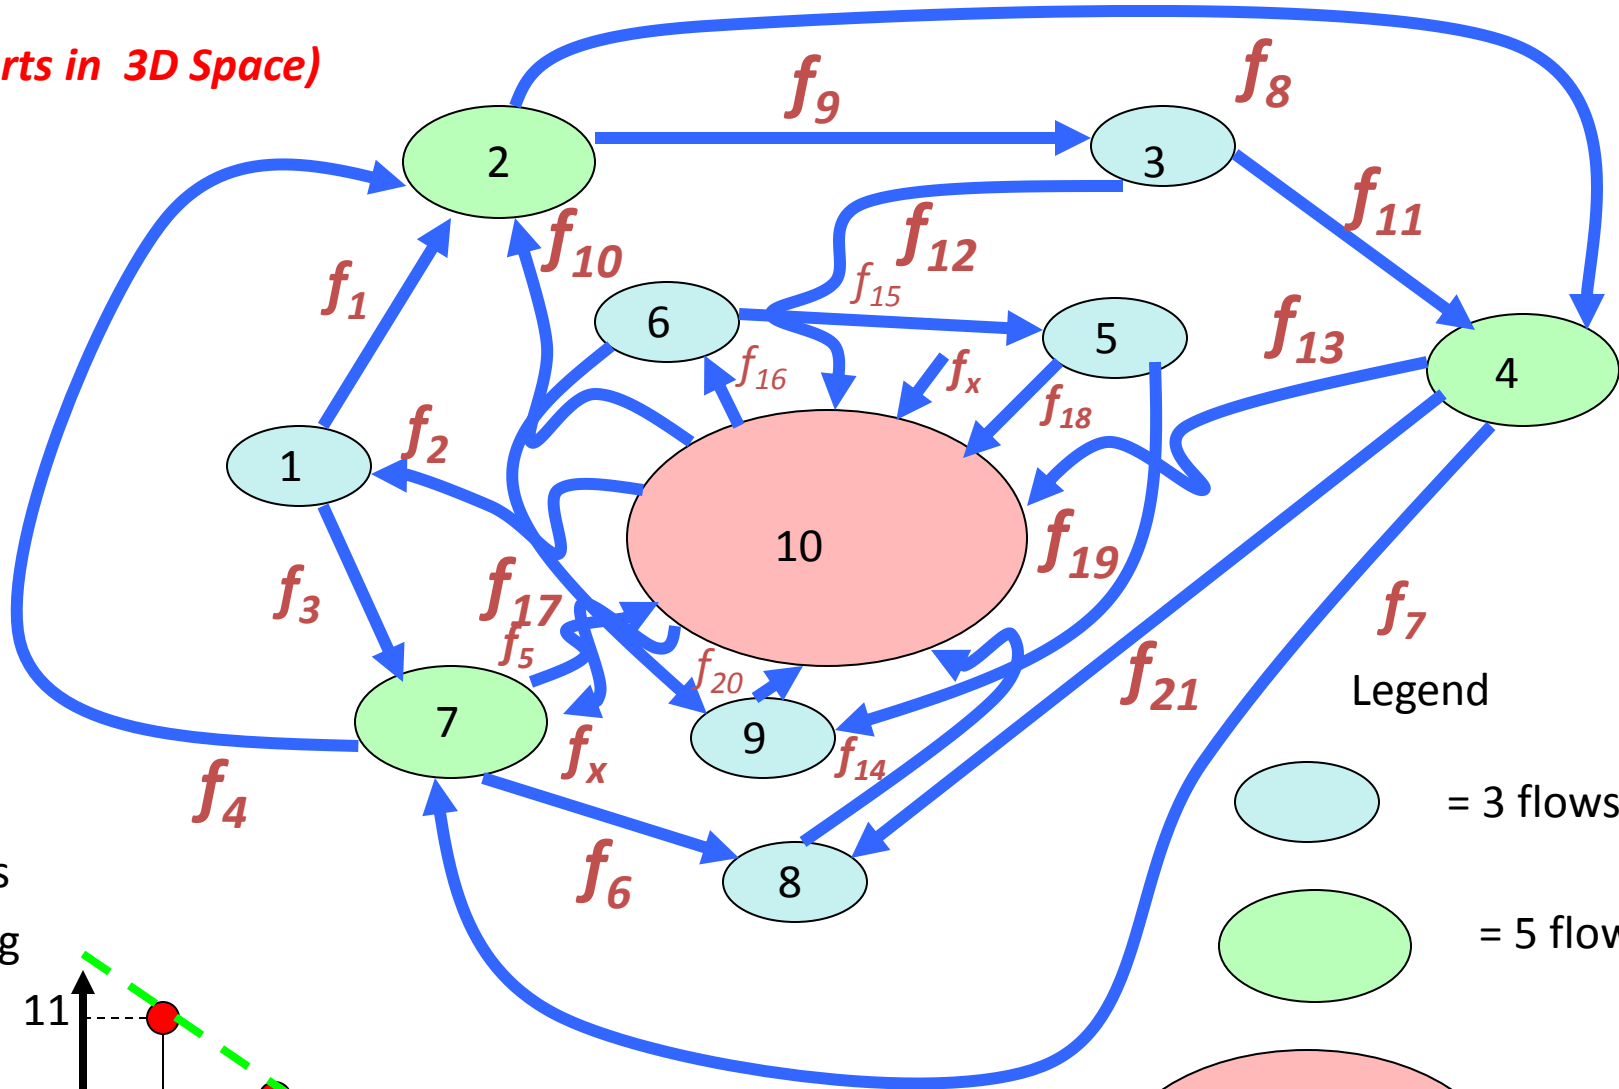 rts in 3D Space)
f8
f9
2
3
f11
f10
f12
f1
f15
6
5
f13
f16
fx
4
f18
f2
1
10
f19
f17
f3
f5
f7
f20
f21
Legend
7
9
fx
f14
f4
= 3 flows
f6
8
s
= 5 flow
g
11